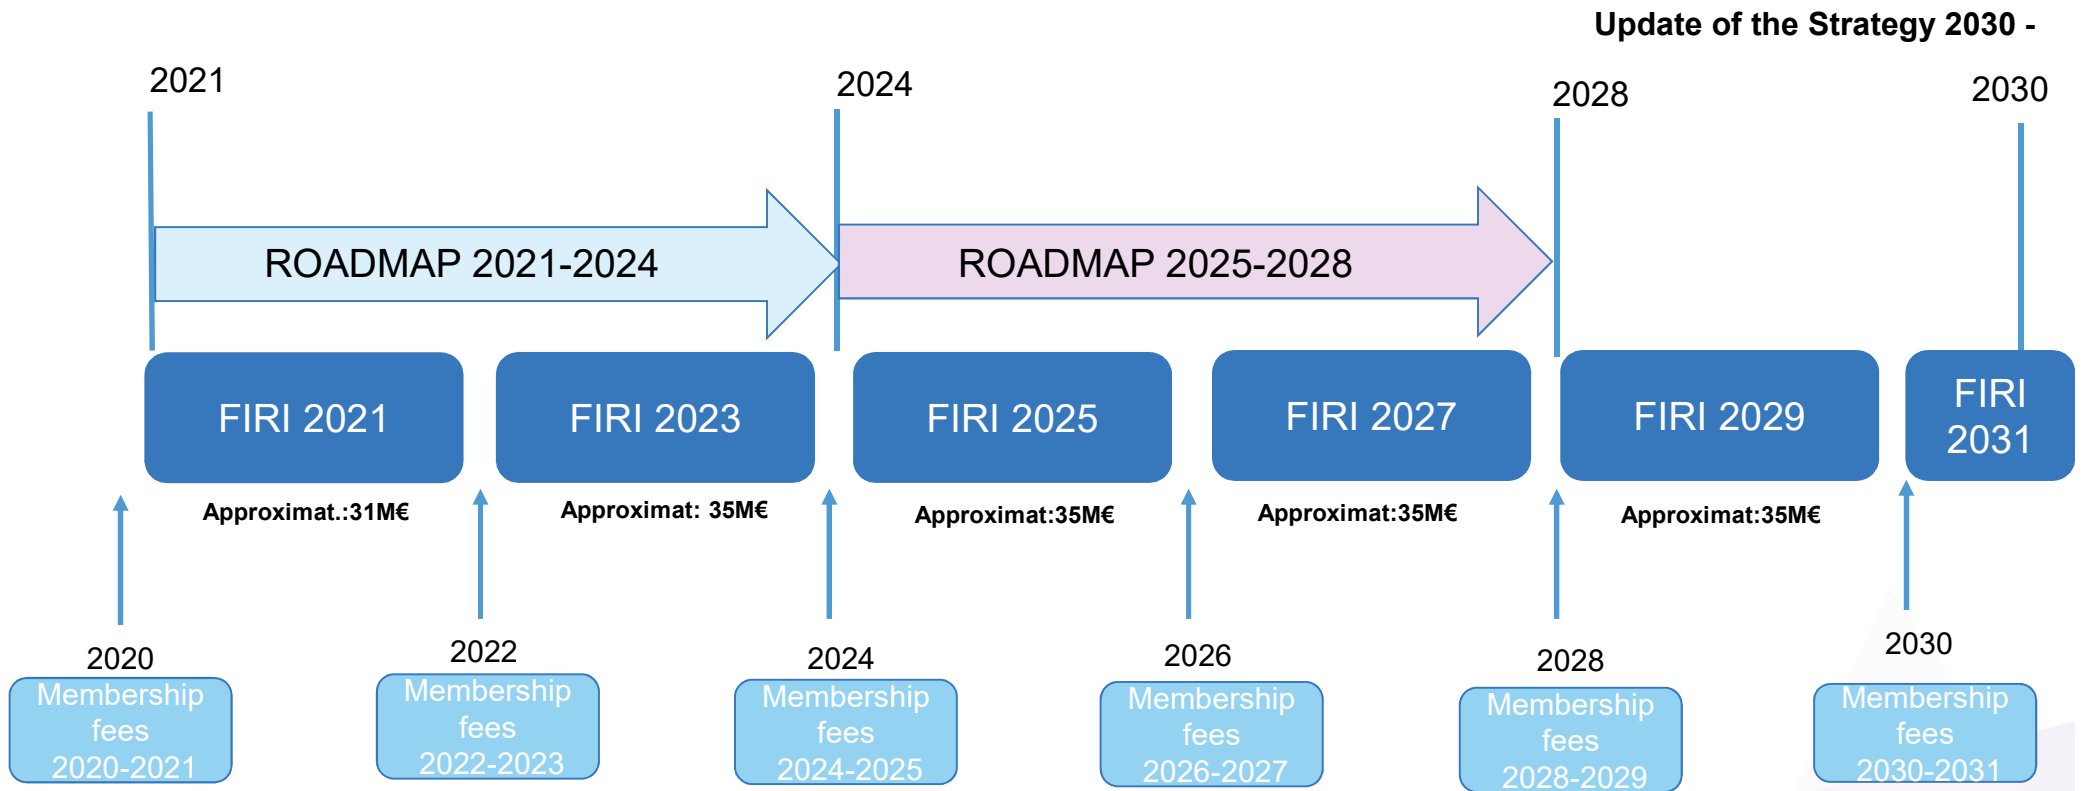 Update of the Strategy 2030 -
2021
2024
2028
2030
ROADMAP 2021-2024
ROADMAP 2025-2028
FIRI 2021
FIRI 2023
FIRI 2025
FIRI 2027
FIRI 2029
FIRI
2031
Approximat.:31M€
Approximat: 35M€
Approximat:35M€
Approximat:35M€
Approximat:35M€
2020
Membership
fees
2020-2021
2022
Membership
fees
2022-2023
2024
Membership
fees
2024-2025
2026
Membership
fees
2026-2027
2028
Membership
fees
2028-2029
2030
Membership
fees
2030-2031